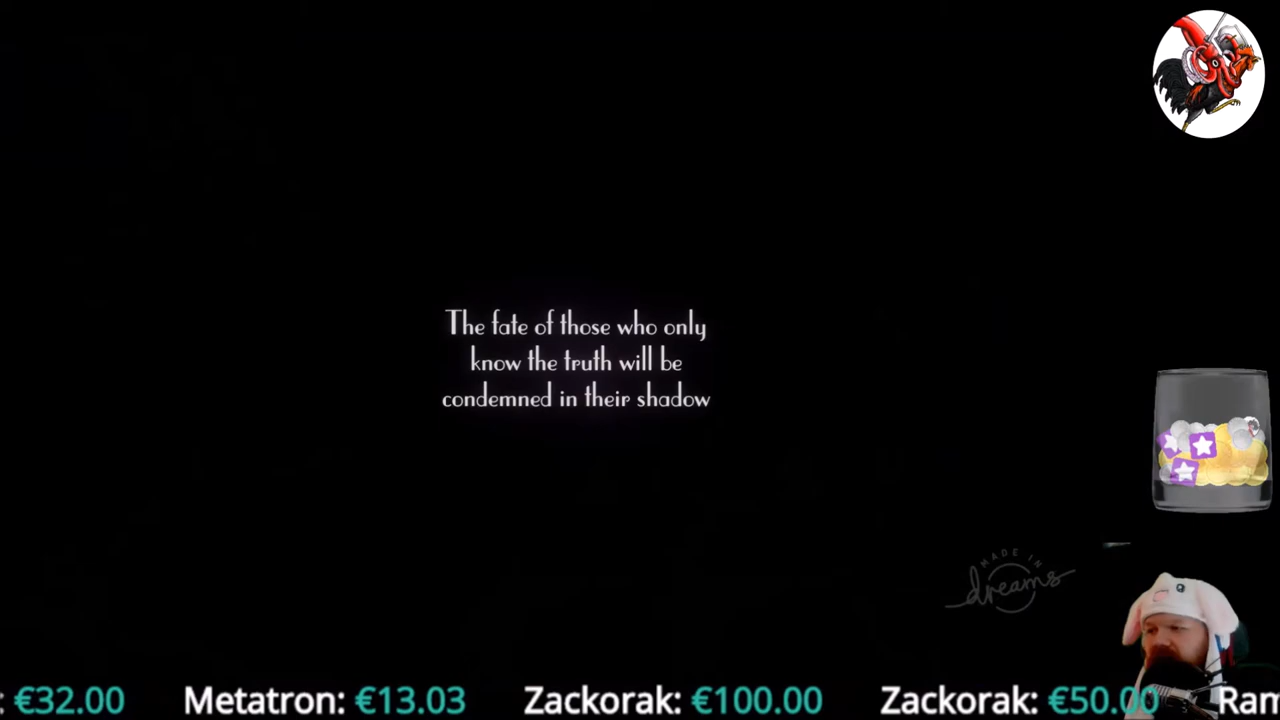 The fate of those who only
know the truth will be
condemned in their shadow
MADE IN
dreams
: €32.00 Metatron: €13.03 Zackorak: €100.00 Zackorak: €50.00 Ran